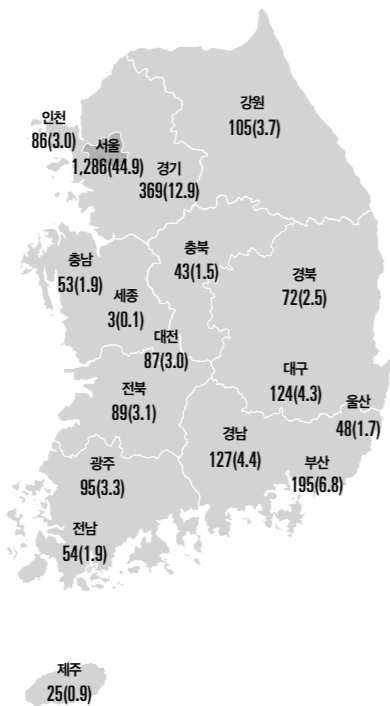 강원
105(3.7)
인천
86(3.0)
서울
1,286(44.9)
경기
369(12.9)
충북
43(1.5)
충남
53(1.9)
세종
3(0.1)
경북
72(2.5)
대전
87(3.0)
대구
124(4.3)
전북
89(3.1)
울산
48(1.7)
경남
127(4.4)
부산
195(6.8)
광주
95(3.3)
전남
54(1.9)
제주
25(0.9)